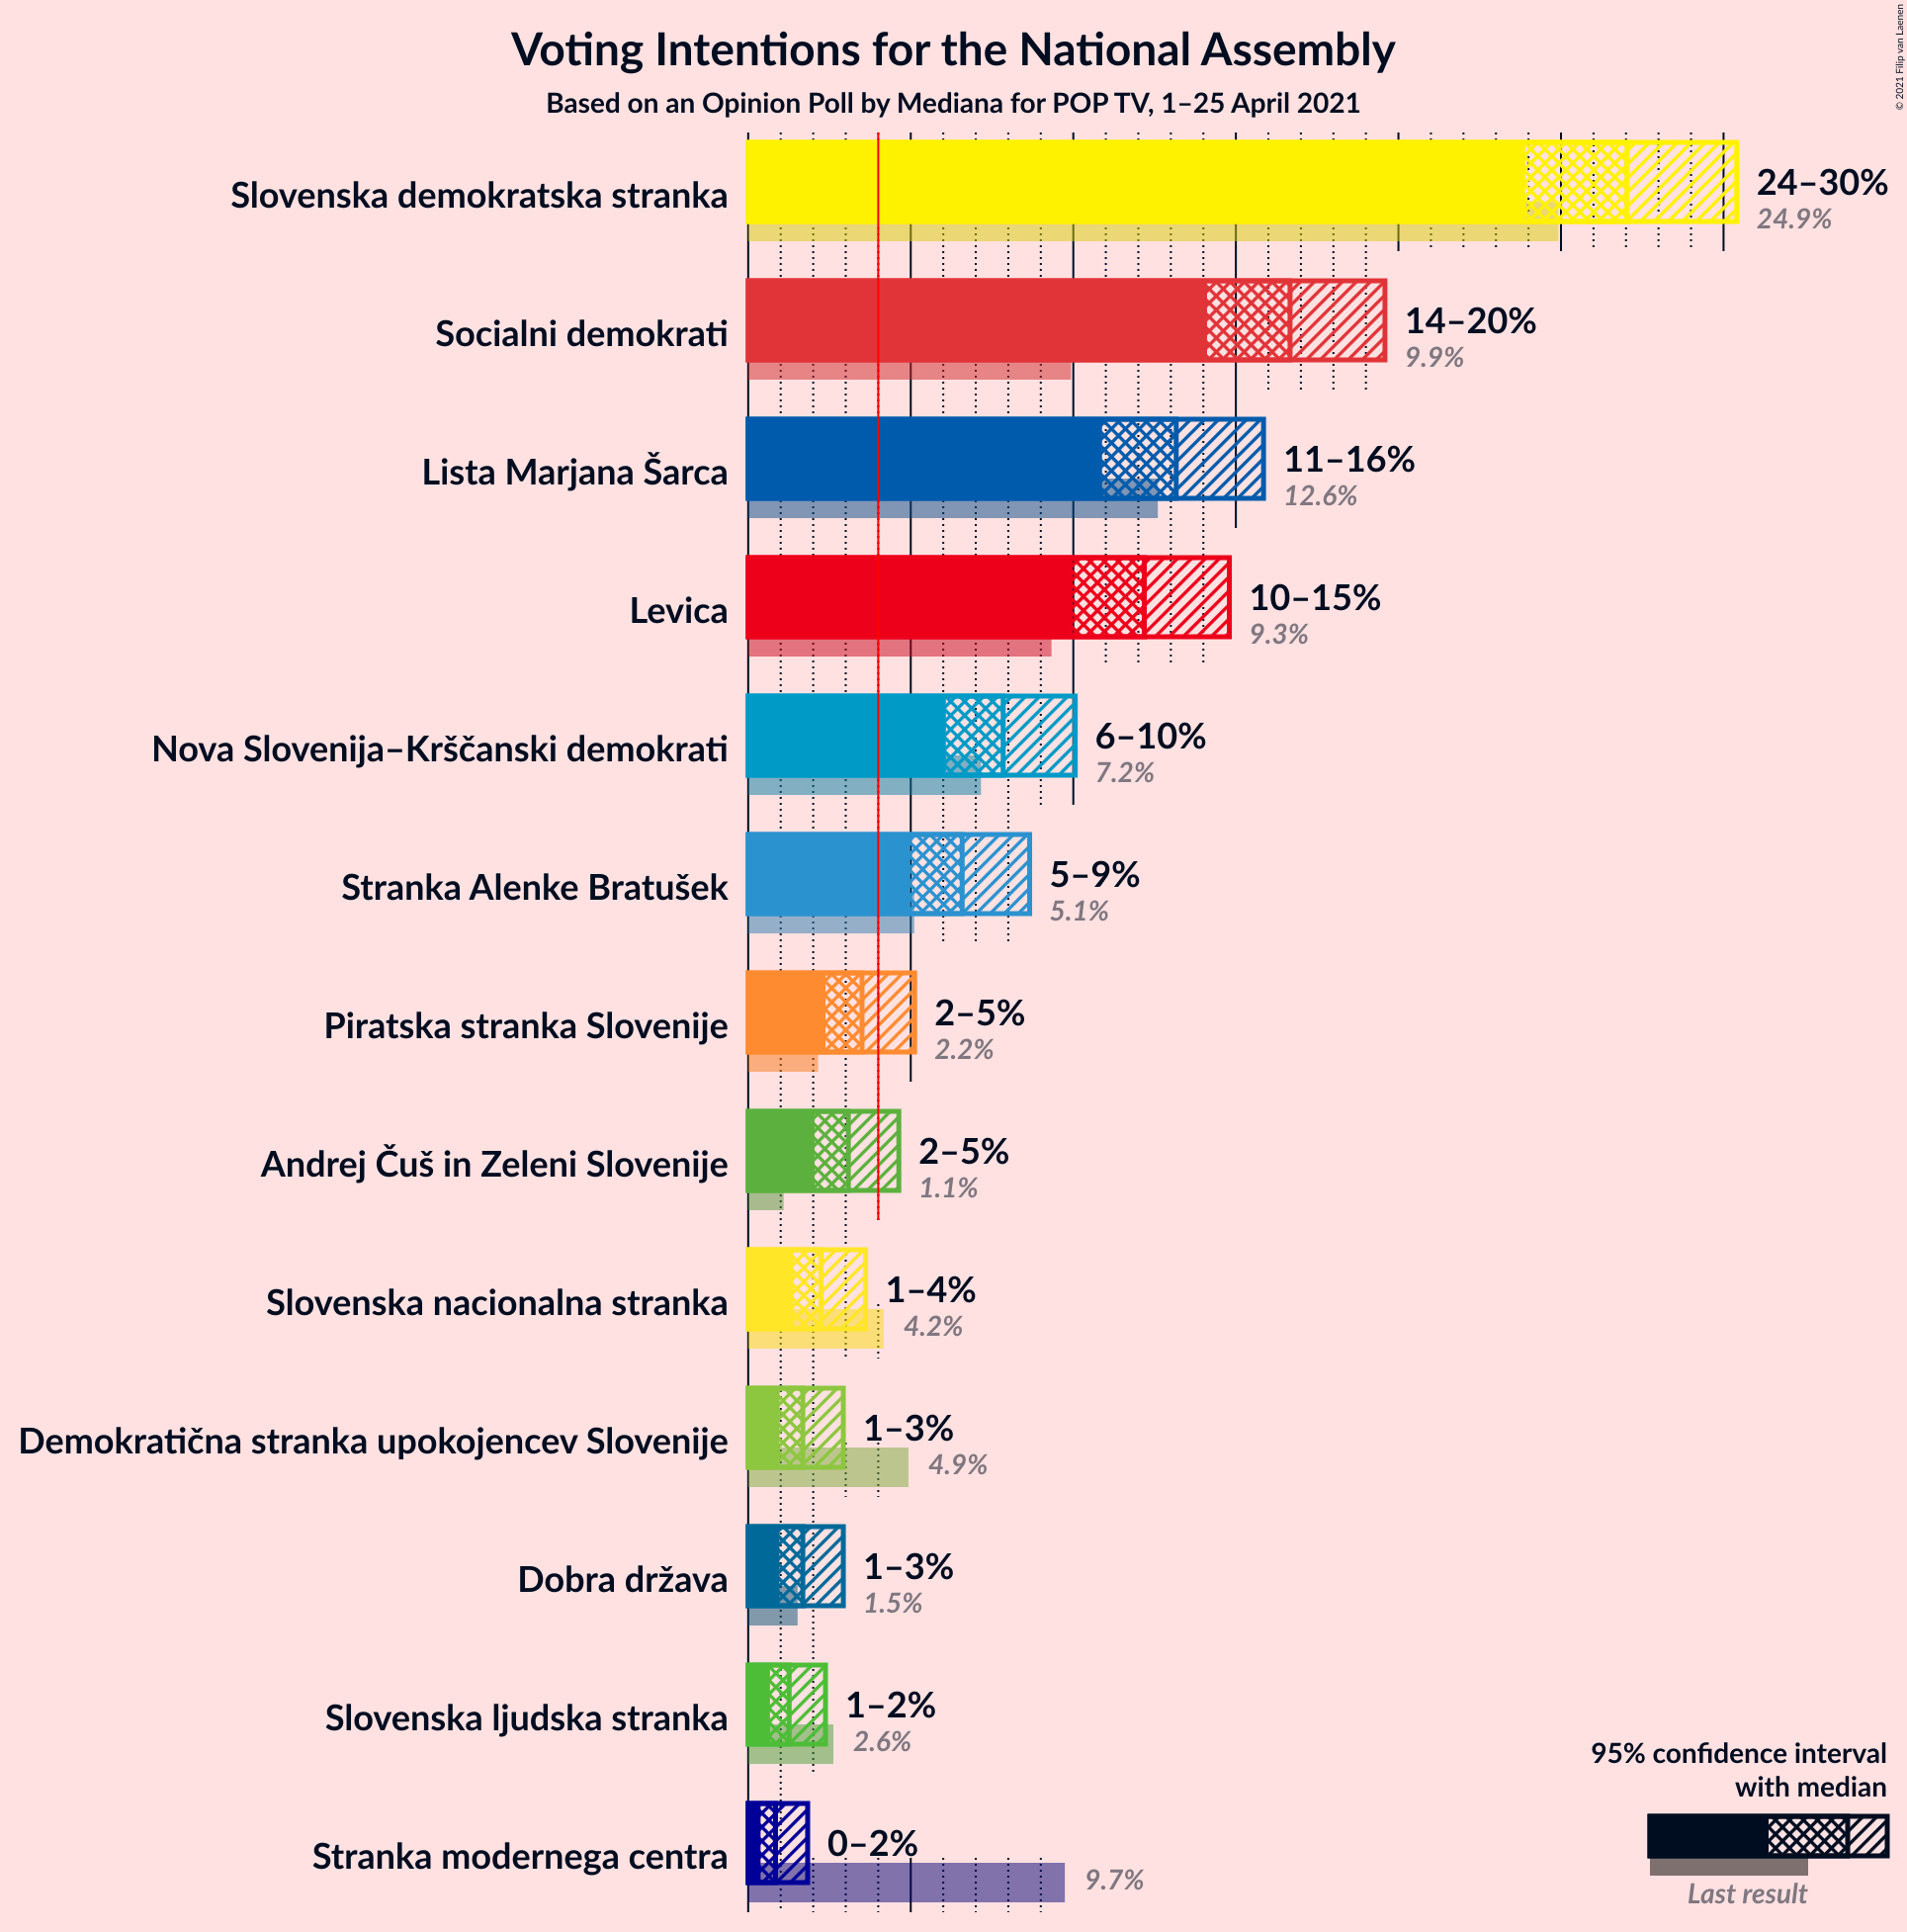 Voting Intentions for the National Assembly
Based on an Opinion Poll by Mediana for POP TV, 1–25 April 2021
© 2021 Filip van Laenen
Slovenska demokratska stranka
24–30%
24.9%
Socialni demokrati
14–20%
9.9%
Lista Marjana Šarca
11–16%
12.6%
Levica
10–15%
9.3%
Nova Slovenija–Krščanski demokrati
6–10%
7.2%
Stranka Alenke Bratušek
5–9%
5.1%
Piratska stranka Slovenije
2–5%
2.2%
Andrej Čuš in Zeleni Slovenije
2–5%
1.1%
Slovenska nacionalna stranka
1–4%
4.2%
Demokratična stranka upokojencev Slovenije
1–3%
4.9%
Dobra država
1–3%
1.5%
Slovenska ljudska stranka
1–2%
2.6%
Stranka modernega centra
0–2%
9.7%
95% confidence interval
with median
Last result